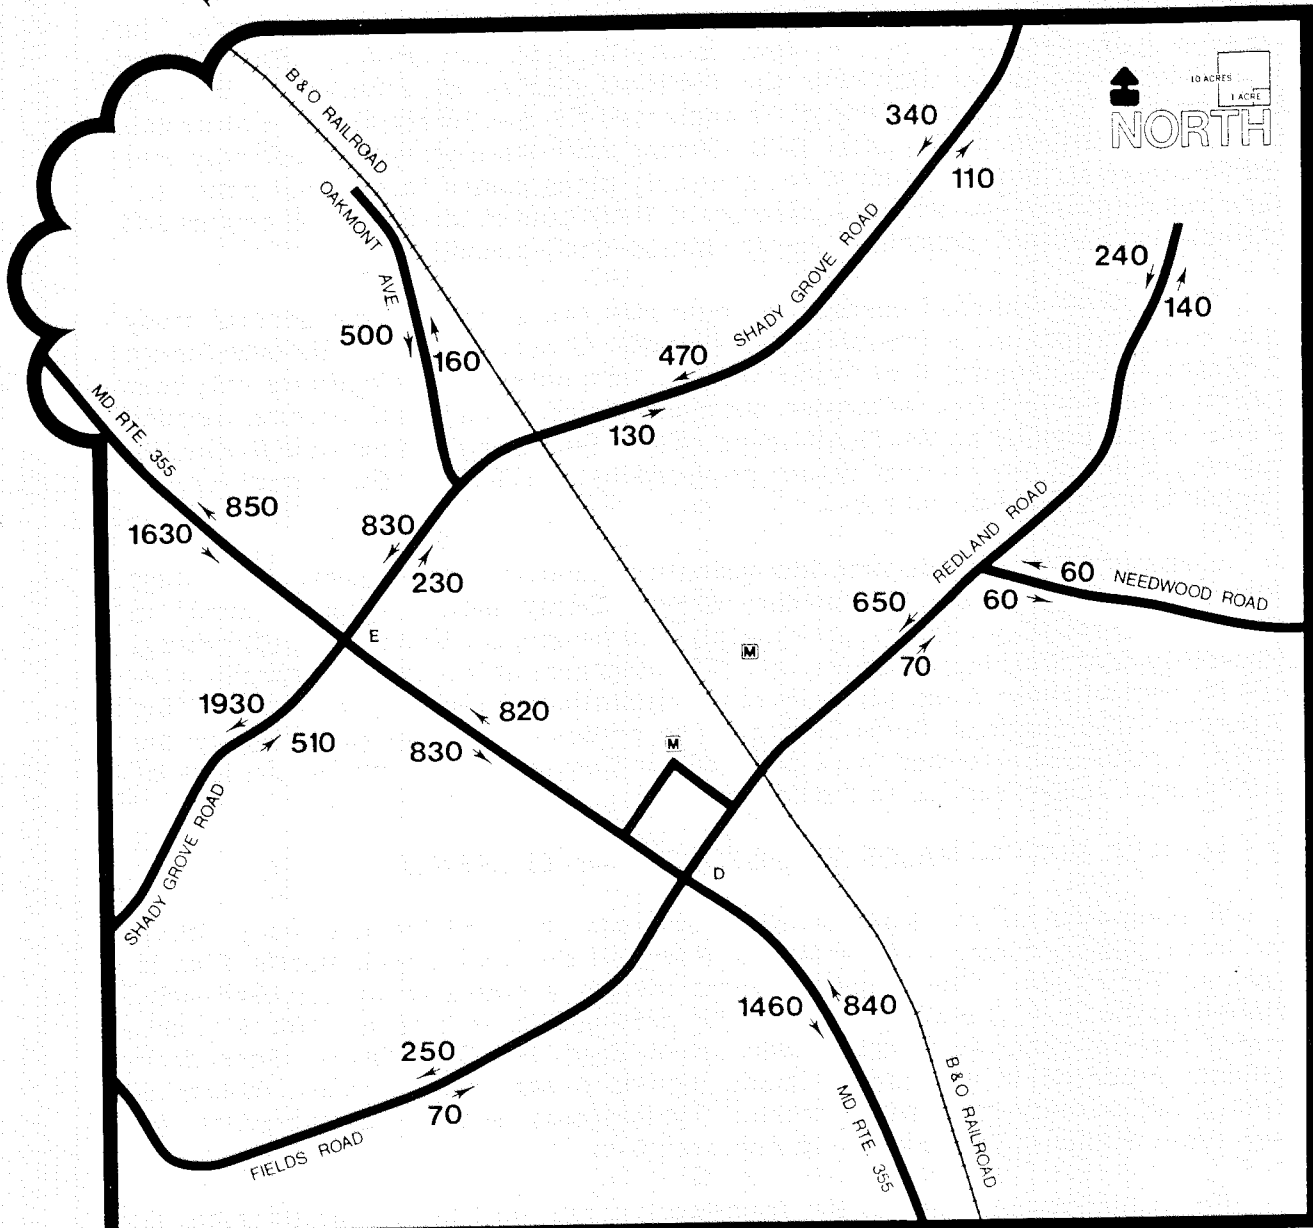 B&O RAILROAD
10 ACRES
1 ACRE
NORTH
340
110
OAKMONT AVE.
SHADY GROVE ROAD
240
140
500
160
470
130
MD. RTE. 355
850
1630
830
230
REDLAND ROAD
60
NEEDWOOD ROAD
60
650
70
E
M
1930
510
820
830
M
SHADY GROVE ROAD
D
1460
840
250
70
FIELDS ROAD
MD. RTE. 355
B&O RAILROAD